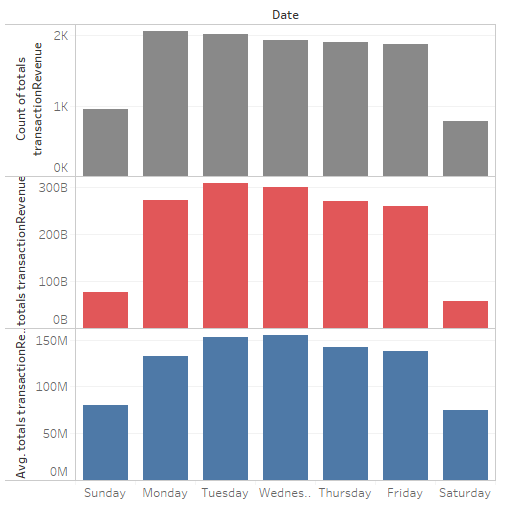 Date
Count of totals
transactionRevenue
2K
1K
0K
totals transactionRevenue
300B
200B
100B
0B
Avg. totals transactionRe..
150M
100M
50M
0M
Sunday
Monday
Tuesday
Wednes..
Thursday
Friday
Saturday